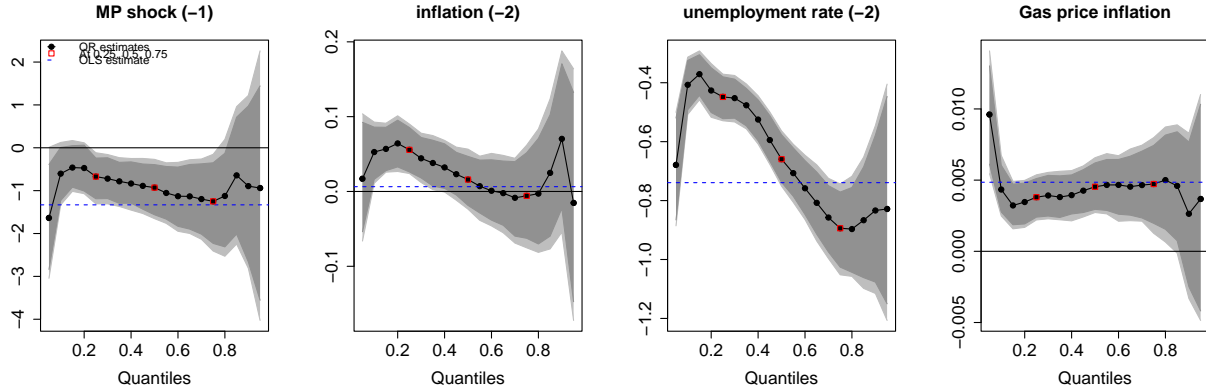 MP shock (−1)
2
1
0
−1
−2
−3
−4
QR estimates
At 0.25, 0.5, 0.75
OLS estimate
0.2 0.4 0.6 0.8
Quantiles
inflation (−2)
0.2
0.1
0.0
−0.1
0.2 0.4 0.6 0.8
Quantiles
unemployment rate (−2)
−0.4
−0.6
−0.8
−1.0
−1.2
0.2 0.4 0.6 0.8
Quantiles
Gas price inflation
0.010
0.005
0.000
−0.005
0.2 0.4 0.6 0.8
Quantiles